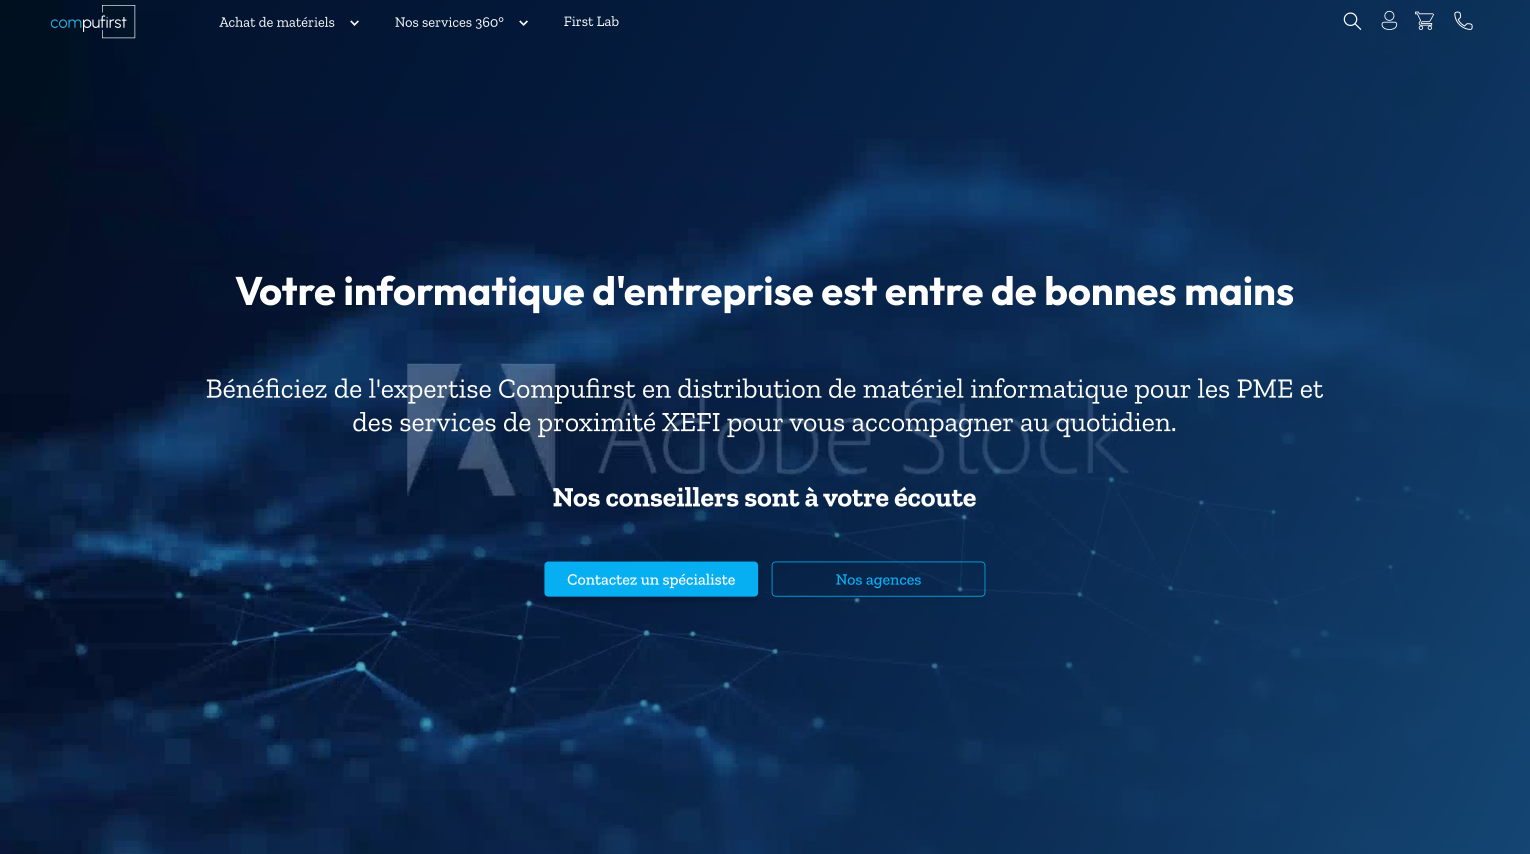 compufirst
Achat de matériels
Nos services 360°
First Lab
Votre informatique d'entreprise est entre de bonnes mains
Bénéficiez de l'expertise Compufirst en distribution de matériel informatique pour les PME et
des services de proximité XEFI pour vous accompagner au quotidien.
Adobe Stock
Nos conseillers sont à votre écoute
Contactez un spécialiste
Nos agences